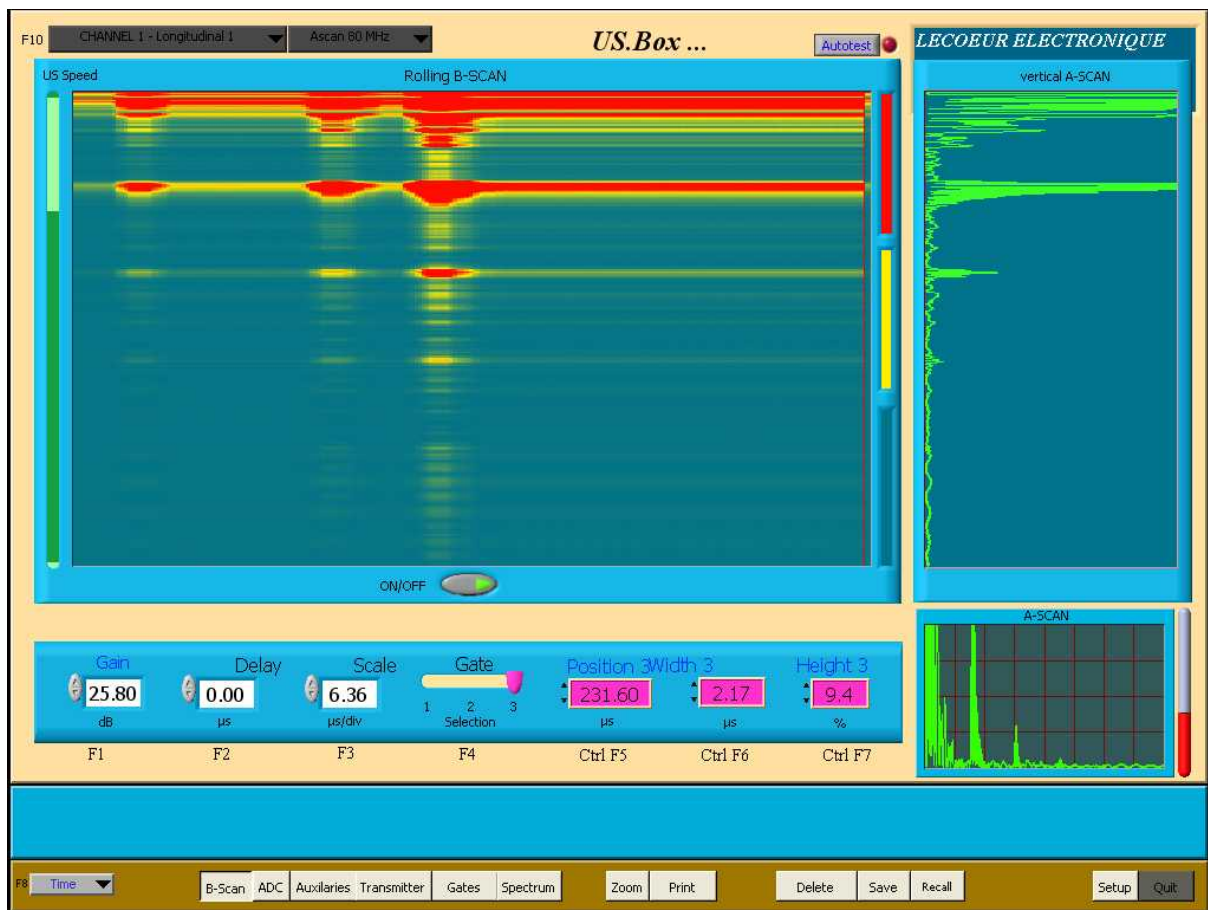 F10 CHANNEL 1 - Longitudinal 1 Ascan 80 MHz US.Box ... Autotest LECOEUR ELECTRONIQUE
US Speed Rolling B-SCAN vertical A-SCAN
ON/OFF
A-SCAN
Gain Delay Scale Gate Position 3 Width 3 Height 3
25.80 0.00 6.36 1 2 3 231.60 2.17 9.4
dB µs µs/div Selection µs µs %
F1 F2 F3 F4 Ctrl F5 Ctrl F6 Ctrl F7
F8 Time B-Scan ADC Auxilaries Transmitter Gates Spectrum Zoom Print Delete Save Recall Setup Quit